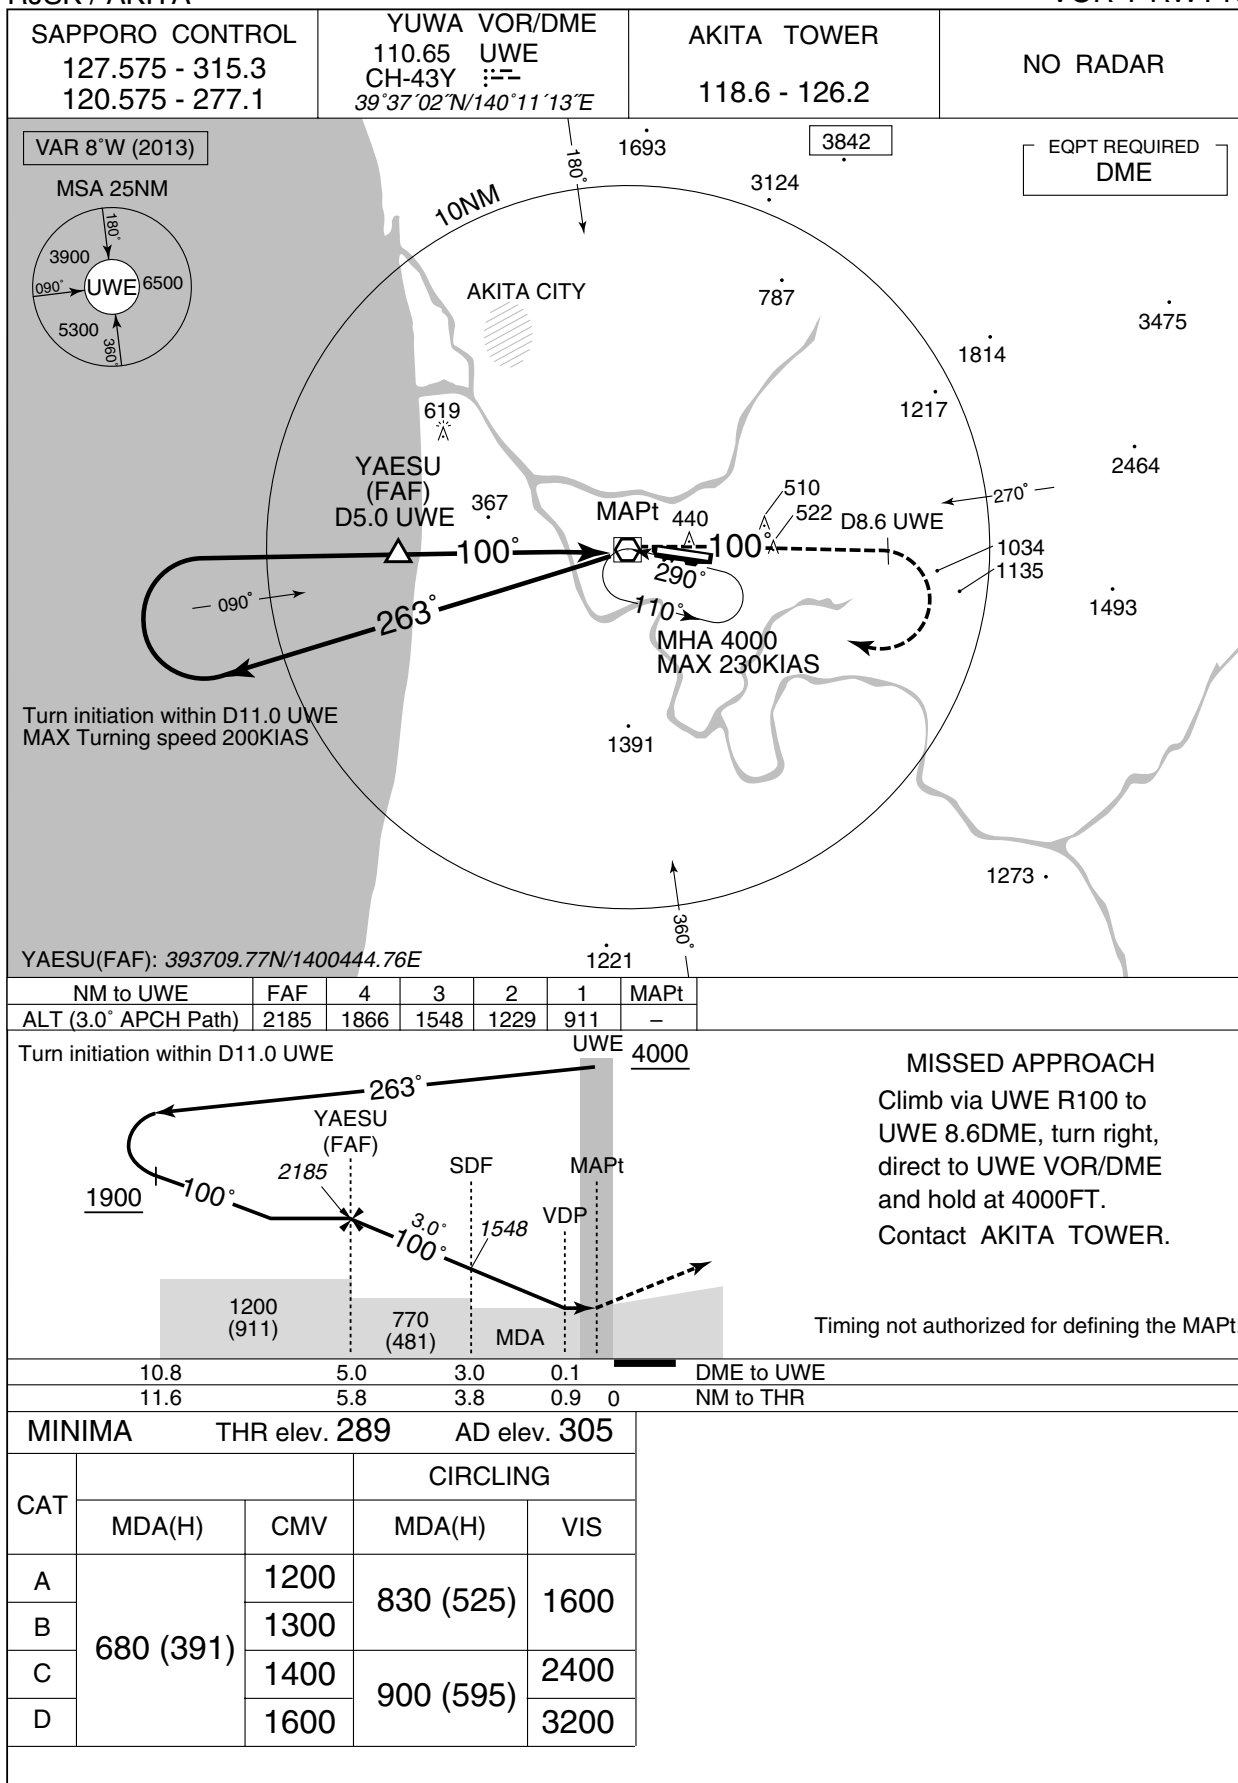 RJSK / AKITA
SAPPORO CONTROL
127.575 - 315.3
120.575 - 277.1
YUWA VOR/DME
110.65 UWE
CH-43Y
39°37´02˝N/140°11´13˝E
AKITA TOWER
118.6 - 126.2
NO RADAR
VAR 8˚W (2013)
MSA 25NM
180˚
3900
090˚
UWE
6500
5300
360˚
180˚
1693
3842
EQPT REQUIRED
DME
3124
10NM
AKITA CITY
787
3475
1814
1217
619
2464
YAESU
(FAF)
D5.0 UWE
367
MAPt
440
510
522
270˚
D8.6 UWE
100˚
100˚
1034
1135
290˚
090˚
263˚
110˚
1493
MHA 4000
MAX 230KIAS
Turn initiation within D11.0 UWE
MAX Turning speed 200KIAS
1391
1273
360˚
YAESU(FAF): 393709.77N/1400444.76E
1221
NM to UWE FAF 4 3 2 1 MAPt
ALT (3.0˚ APCH Path) 2185 1866 1548 1229 911 –
Turn initiation within D11.0 UWE
UWE
4000
263˚
YAESU
(FAF)
2185
SDF
MAPt
1900
100˚
3.0˚
100˚
1548
VDP
1200
(911)
770
(481)
MDA
MISSED APPROACH
Climb via UWE R100 to
UWE 8.6DME, turn right,
direct to UWE VOR/DME
and hold at 4000FT.
Contact AKITA TOWER.
Timing not authorized for defining the MAPt.
10.8 5.0 3.0 0.1 DME to UWE
11.6 5.8 3.8 0.9 0 NM to THR
MINIMA THR elev. 289 AD elev. 305
CAT
CIRCLING
MDA(H) CMV MDA(H) VIS
A 1200
830 (525) 1600
B 1300
680 (391)
C 1400 2400
900 (595)
D 1600 3200